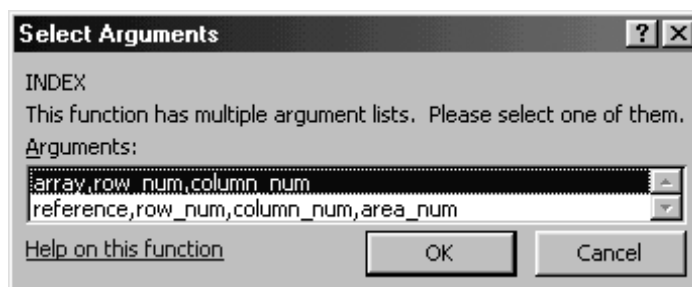 Select Arguments
INDEX
This function has multiple argument lists. Please select one of them.
Arguments:
array,row_num,column_num
reference,row_num,column_num,area_num
Help on this function
OK
Cancel